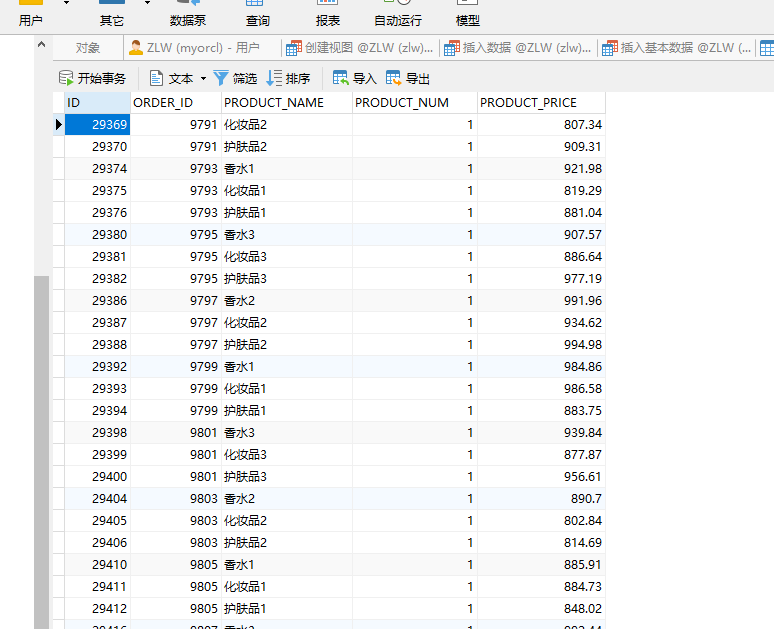 用户 其它 数据泵 查询 报表 自动运行 模型
对象 ZLW (myorcl) - 用户 创建视图 @ZLW (zlw)... 插入数据 @ZLW (zlw)... 插入基本数据 @ZLW (...
开始事务 文本 筛选 排序 导入 导出
ID ORDER_ID PRODUCT_NAME PRODUCT_NUM PRODUCT_PRICE
29369 9791 化妆品2 1 807.34
29370 9791 护肤品2 1 909.31
29374 9793 香水1 1 921.98
29375 9793 化妆品1 1 819.29
29376 9793 护肤品1 1 881.04
29380 9795 香水3 1 907.57
29381 9795 化妆品3 1 886.64
29382 9795 护肤品3 1 977.19
29386 9797 香水2 1 991.96
29387 9797 化妆品2 1 934.62
29388 9797 护肤品2 1 994.98
29392 9799 香水1 1 984.86
29393 9799 化妆品1 1 986.58
29394 9799 护肤品1 1 883.75
29398 9801 香水3 1 939.84
29399 9801 化妆品3 1 877.87
29400 9801 护肤品3 1 956.61
29404 9803 香水2 1 890.7
29405 9803 化妆品2 1 802.84
29406 9803 护肤品2 1 814.69
29410 9805 香水1 1 885.91
29411 9805 化妆品1 1 884.73
29412 9805 护肤品1 1 848.02